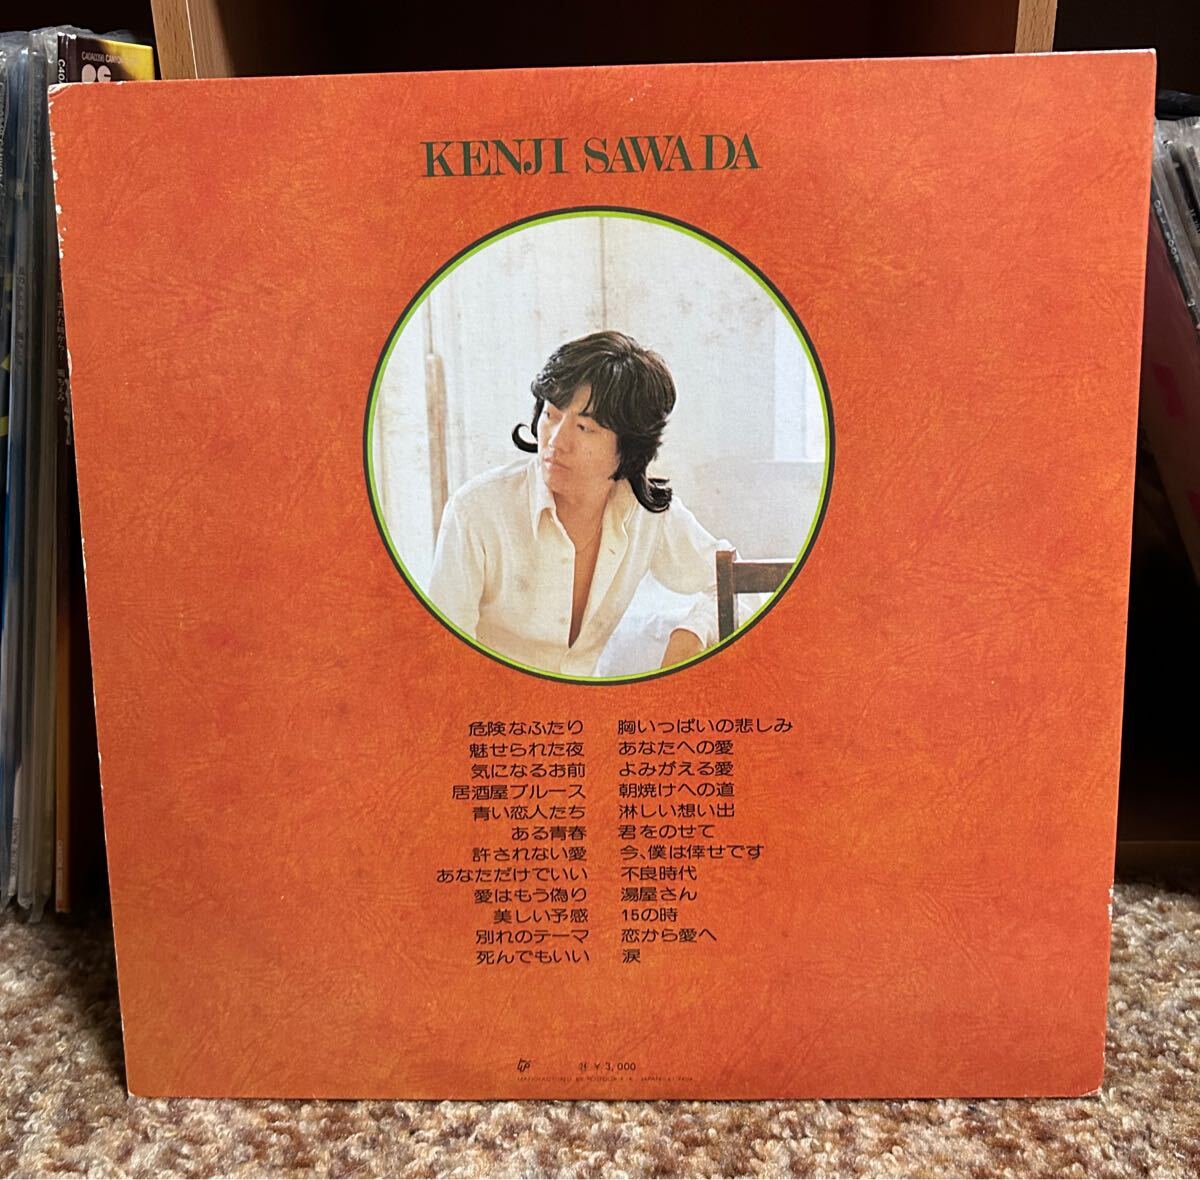 KENJI SAWADA
危険なふたり 胸いっぱいの悲しみ
魅せられた夜 あなたへの愛
気になるお前 よみがえる愛
居酒屋ブルース 朝焼けへの道
青い恋人たち 淋しい想い出
ある青春 君をのせて
許されない愛 今、僕は倖せです
あなただけでいい 不良時代
愛はもう偽り 湯屋さん
美しい予感 15の時
別れのテーマ 恋から愛へ
死んでもいい 涙
¥3,000